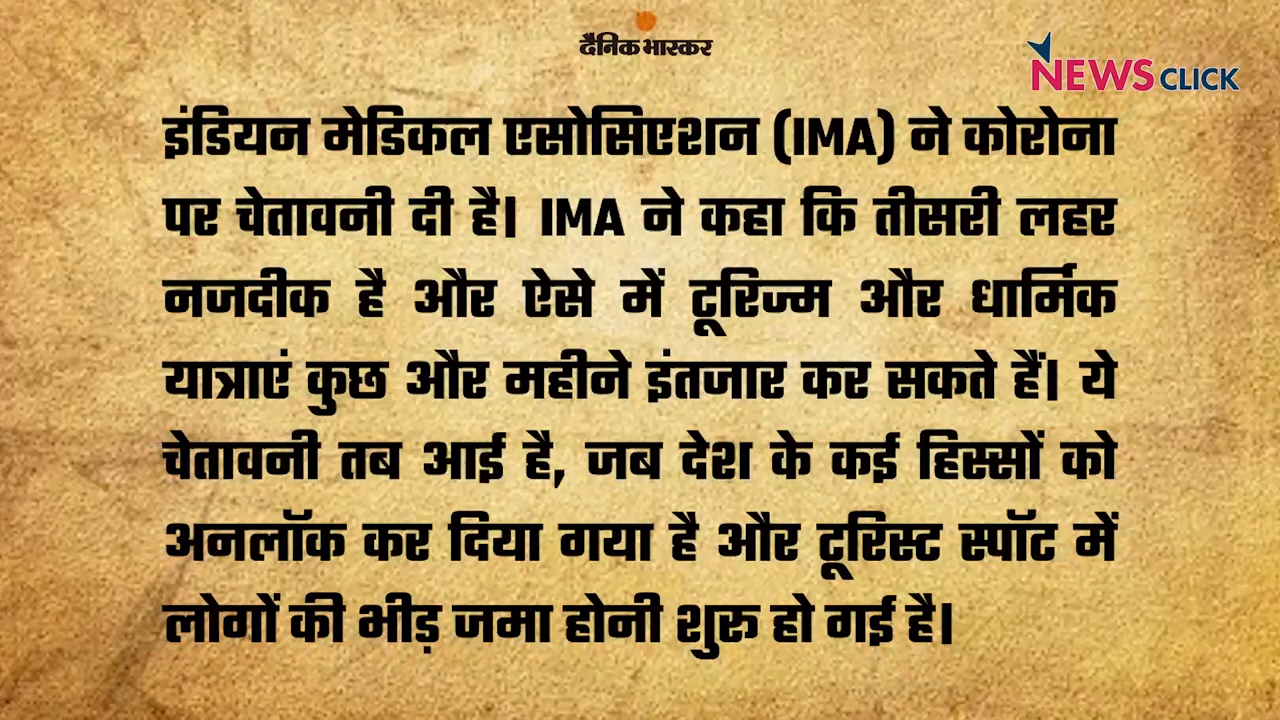 दैनिक भास्कर
NEWSCLICK
इंडियन मेडिकल एसोसिएशन (IMA) ने कोरोना
पर चेतावनी दी है। IMA ने कहा कि तीसरी लहर
नजदीक है और ऐसे में टूरिज्म और धार्मिक
यात्राएं कुछ और महीने इंतजार कर सकते हैं। ये
चेतावनी तब आई है, जब देश के कई हिस्सों को
अनलॉक कर दिया गया है और टूरिस्ट स्पॉट में
लोगों की भीड़ जमा होनी शुरू हो गई है।